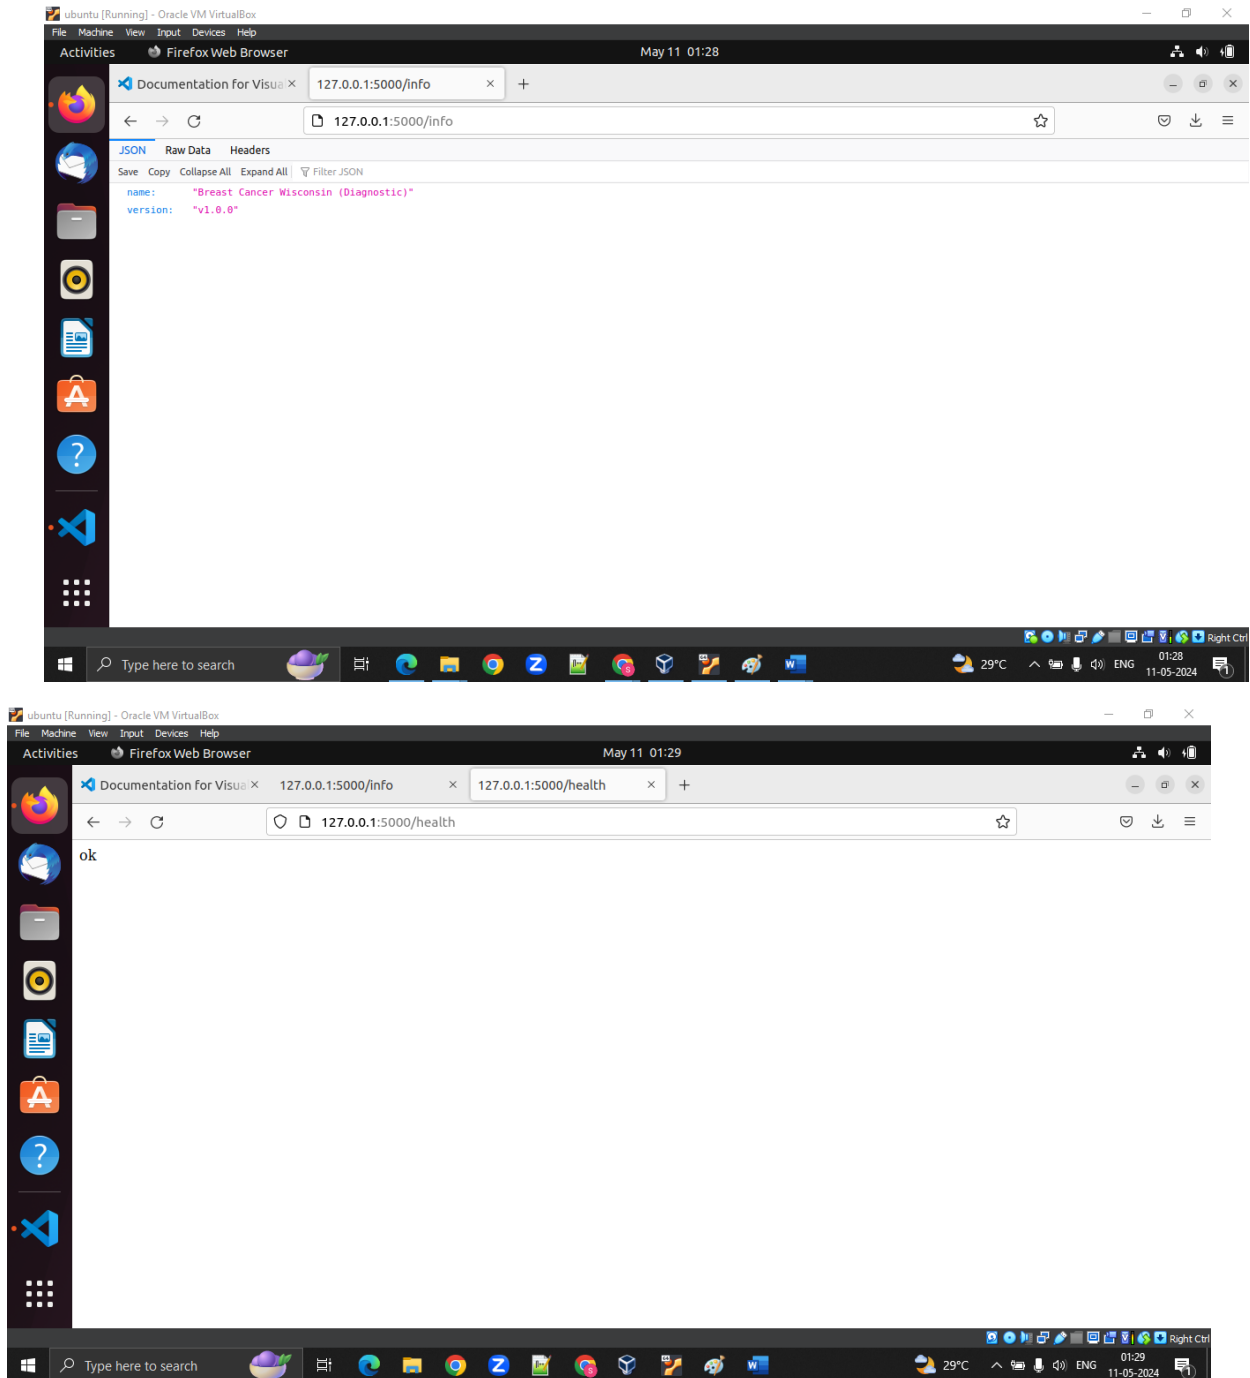 ubuntu [Running] - Oracle VM VirtualBox
File Machine View Input Devices Help
Activities Firefox Web Browser May 11 01:28
Documentation for Visua 127.0.0.1:5000/info
127.0.0.1:5000/info
JSON Raw Data Headers
Save Copy Collapse All Expand All Filter JSON
name: "Breast Cancer Wisconsin (Diagnostic)"
version: "v1.0.0"
Right Ctrl
Type here to search 29°C ENG 01:28
11-05-2024
ubuntu [Running] - Oracle VM VirtualBox
File Machine View Input Devices Help
Activities Firefox Web Browser May 11 01:29
Documentation for Visua 127.0.0.1:5000/info 127.0.0.1:5000/health
127.0.0.1:5000/health
ok
Right Ctrl
Type here to search 29°C ENG 01:29
11-05-2024